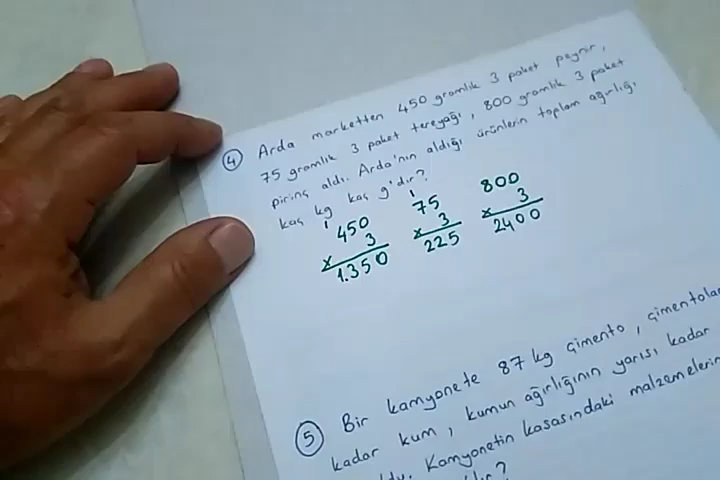 4 Arda marketten 450 gramlık 3 paket peynir,
75 gramlık 3 paket tereyağı, 800 gramlık 3 paket
pirinç aldı. Arda'nın aldığı ürünlerin toplam ağırlığı
kaç kg kaç g'dır?
1 1
450 75 800
x 3 x 3 x 3
1.350 225 2400
5 Bir kamyonete 87 kg çimento, çimentolar
kadar kum, kumun ağırlığının yarısı kadar
Kamyonetin kasasındaki malzemelerin